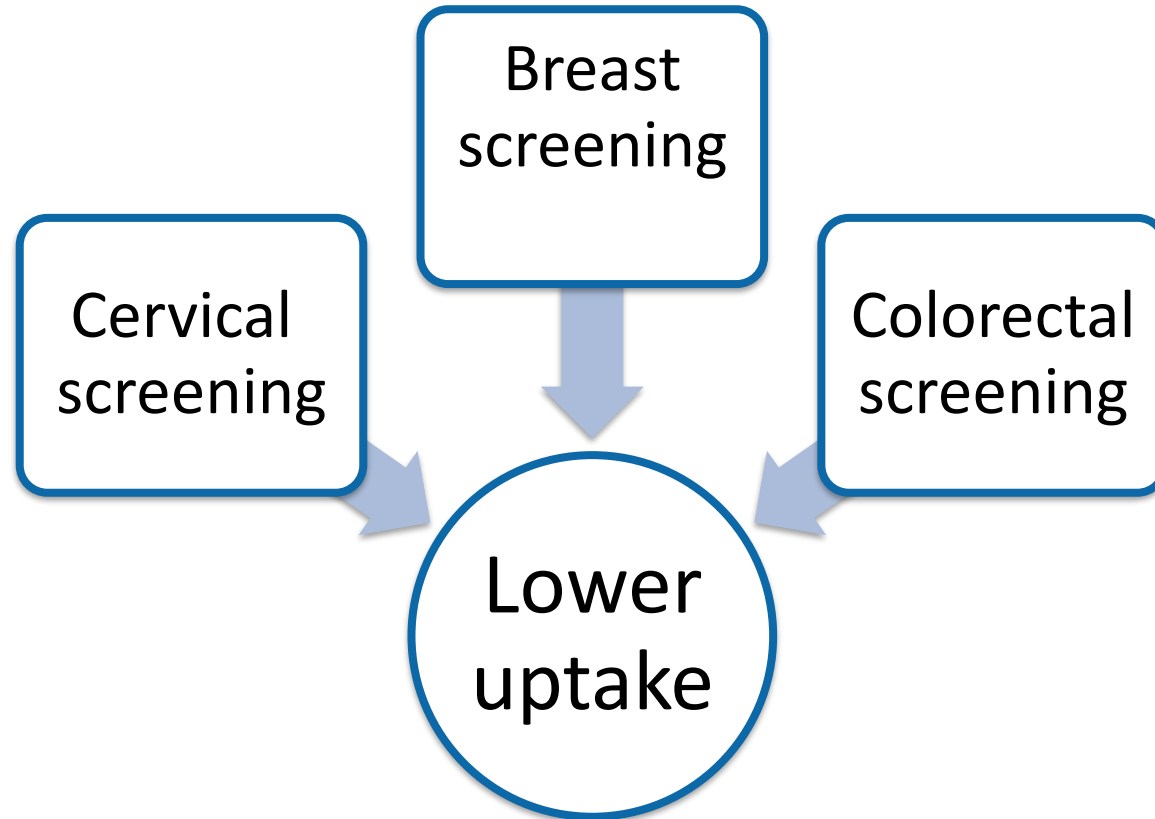 Breast
screening
Cervical
screening
Colorectal
screening
Lower
uptake